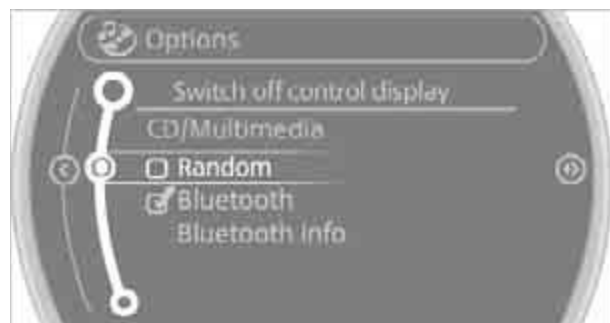 Options
Switch off control display
CD/Multimedia
Random
Bluetooth
Bluetooth info